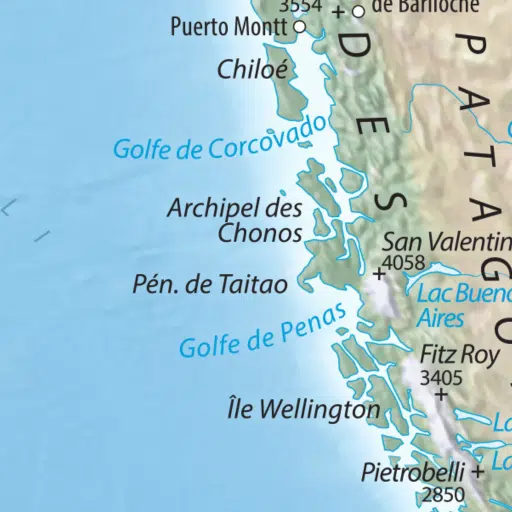 3554
de Bariloche
Puerto Montt
Chiloé
D
E
S
P
A
T
A
G
O
Golfe de Corcovado
Archipel des
Chonos
San Valentin
4058
Pén. de Taitao
Lac Bueno
Aires
Golfe de Penas
Fitz Roy
3405
Île Wellington
La
La
Pietrobelli
2850